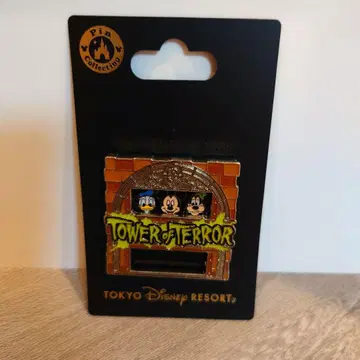 Pin
Collecting
TOWER of TERROR
TOKYO Disney RESORT®